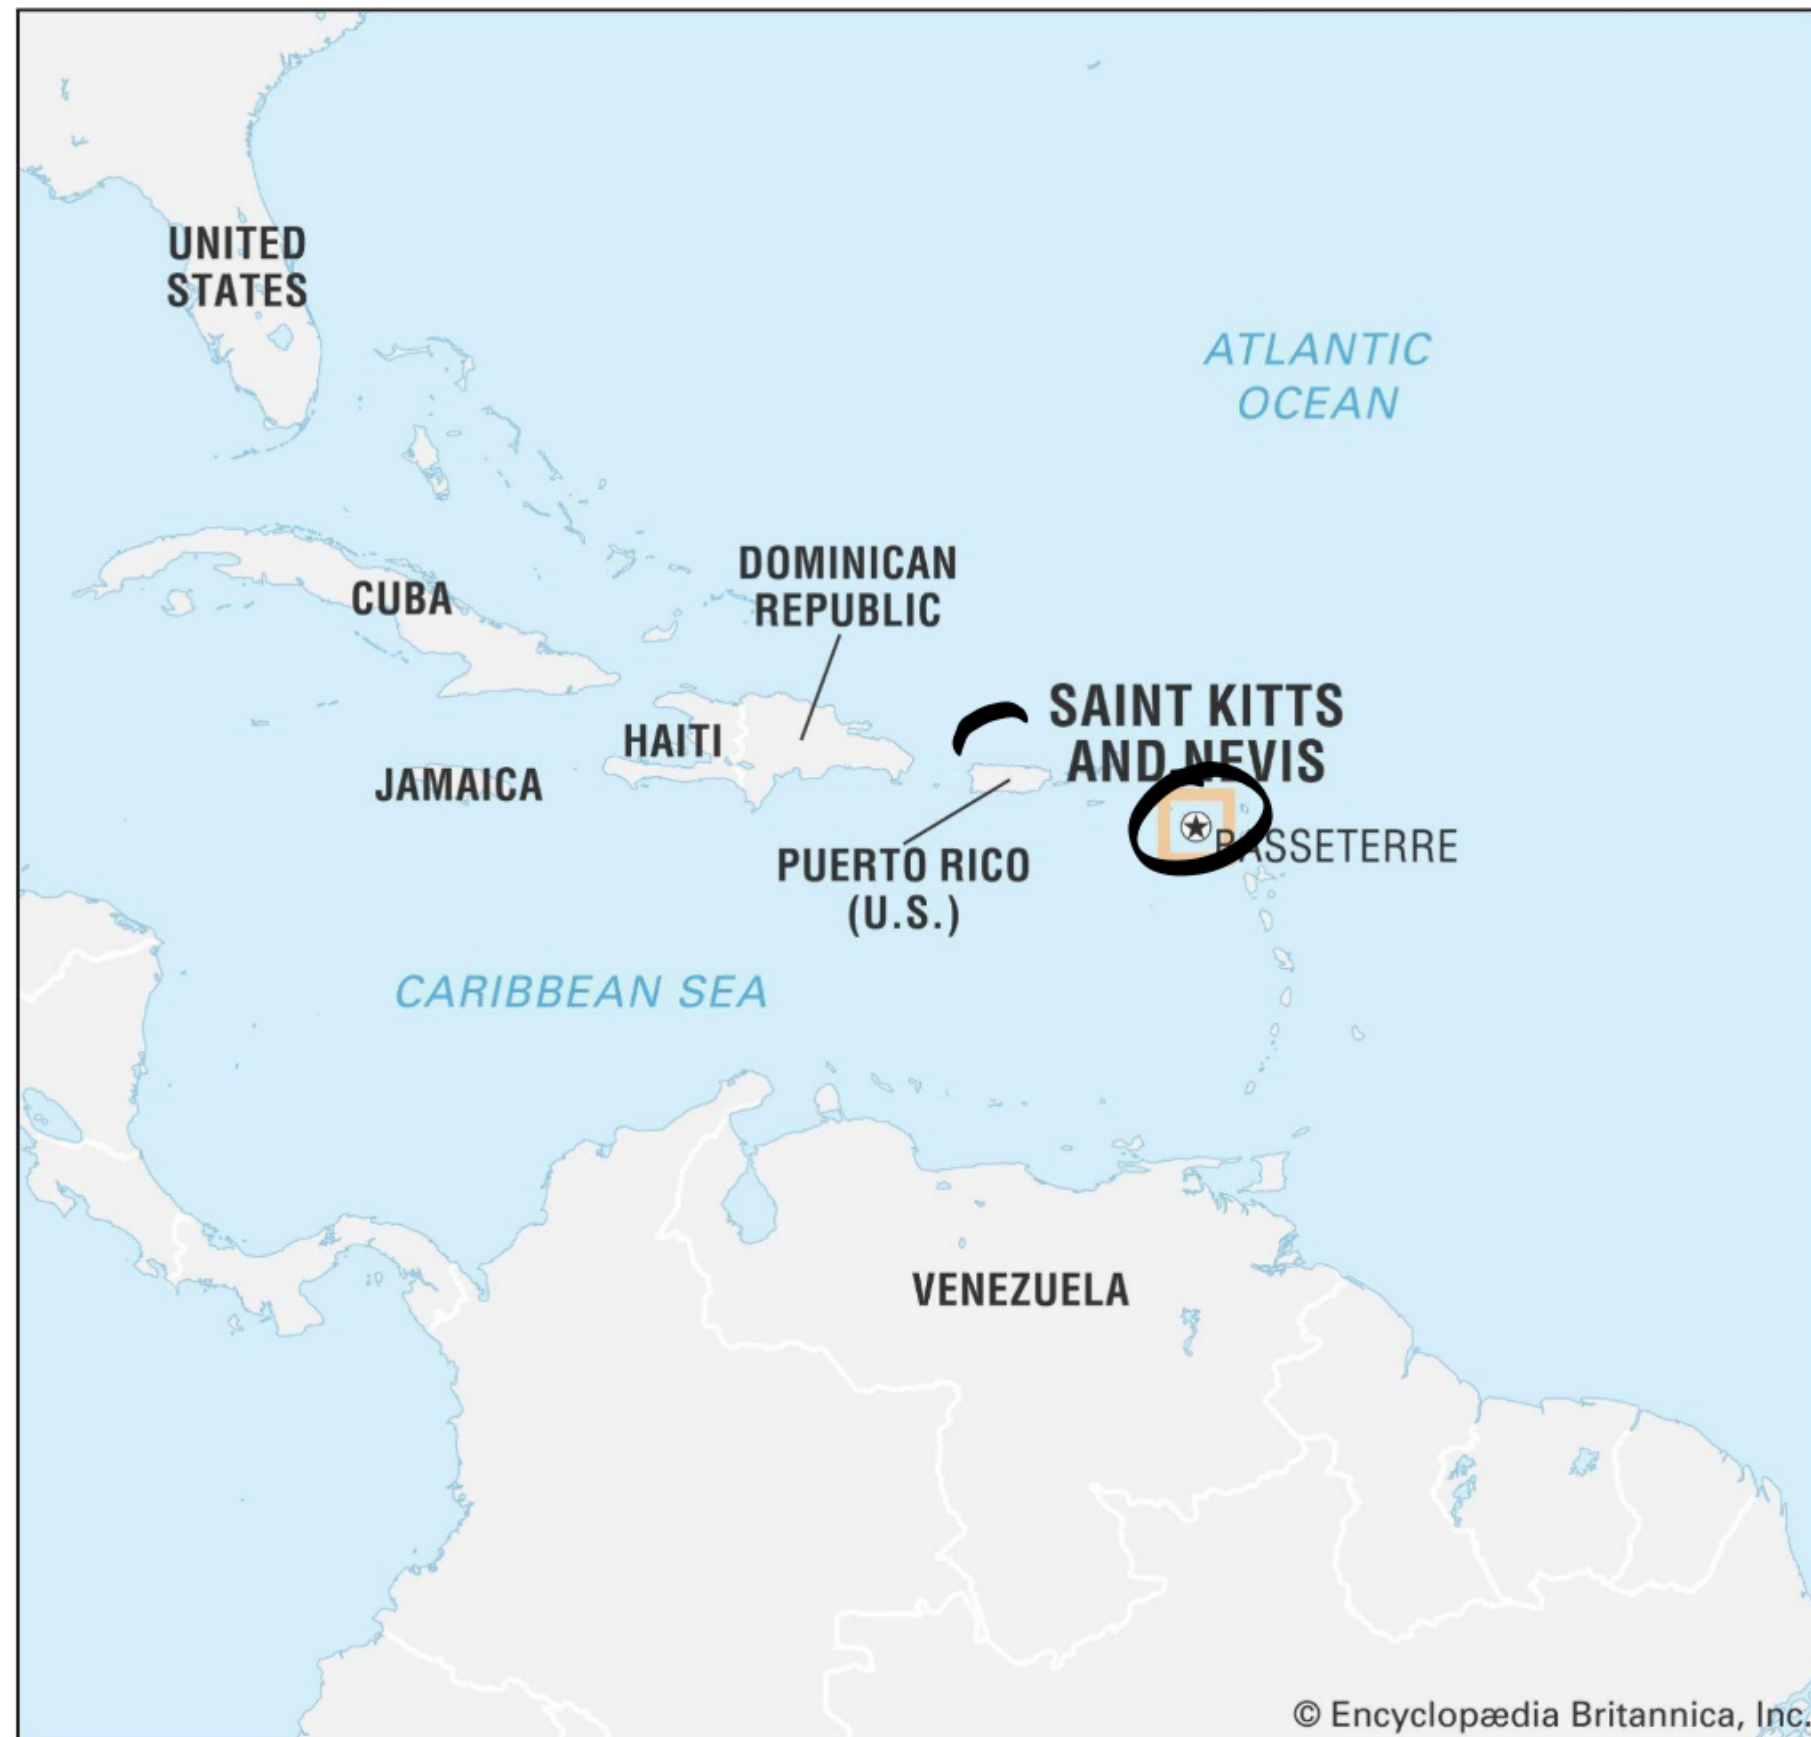 UNITED
STATES
ATLANTIC
OCEAN
CUBA
DOMINICAN
REPUBLIC
HAITI
JAMAICA
SAINT KITTS
AND NEVIS
BASSETERRE
PUERTO RICO
(U.S.)
CARIBBEAN SEA
VENEZUELA
© Encyclopædia Britannica, Inc.